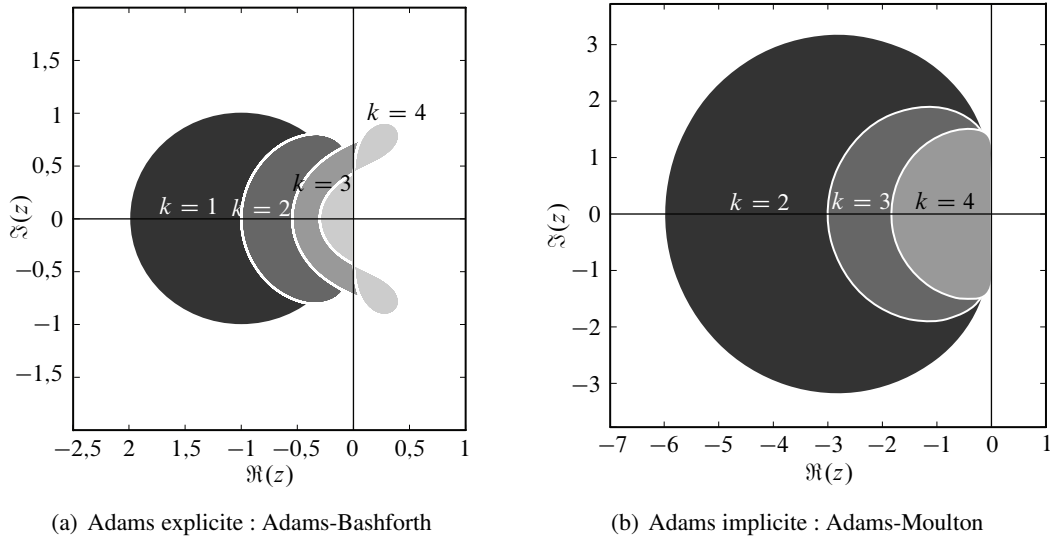 1,5
1
0.5
0
−0.5
−1
−1,5
ℑ(z)
k = 4
k = 3
k = 1
k = 2
−2,5
2
−1.5
−1
−0.5
0
0,5
1
ℜ(z)
(a) Adams explicite : Adams-Bashforth
3
2
1
0
−1
−2
−3
ℑ(z)
k = 2
k = 3
k = 4
−7
−6
−5
−4
−3
−2
−1
0
1
ℜ(z)
(b) Adams implicite : Adams-Moulton